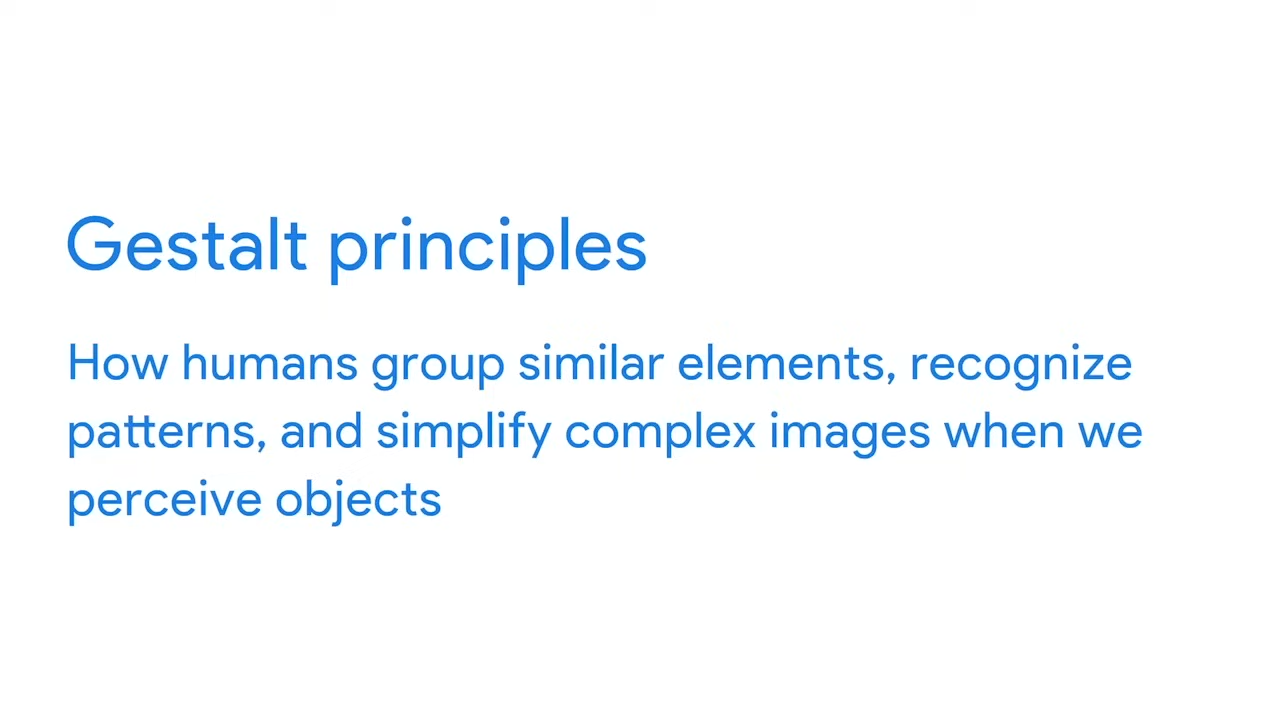 Gestalt principles
How humans group similar elements, recognize
patterns, and simplify complex images when we
perceive objects